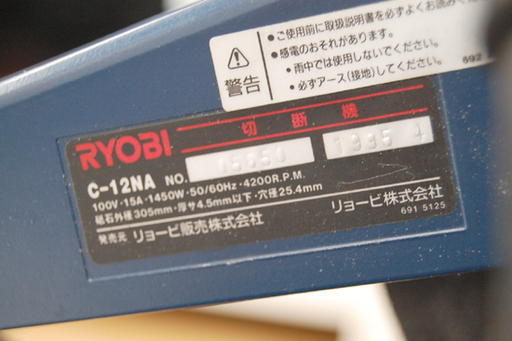 •ご使用前に取扱説明書を必ずよくお読みくだ
•感電のおそれがあります。
•雨中では使用しないでください。
•必ずアース(接地)してください。
警告
692
RYOBI 切断機
C-12NA NO. 05850 1995 4
100V·15A·1450W·50/60Hz·4200R.P.M.
砥石外径305mm·厚サ4.5mm以下·穴径25.4mm
発売元 リョービ販売株式会社 リョービ株式会社
691 5125